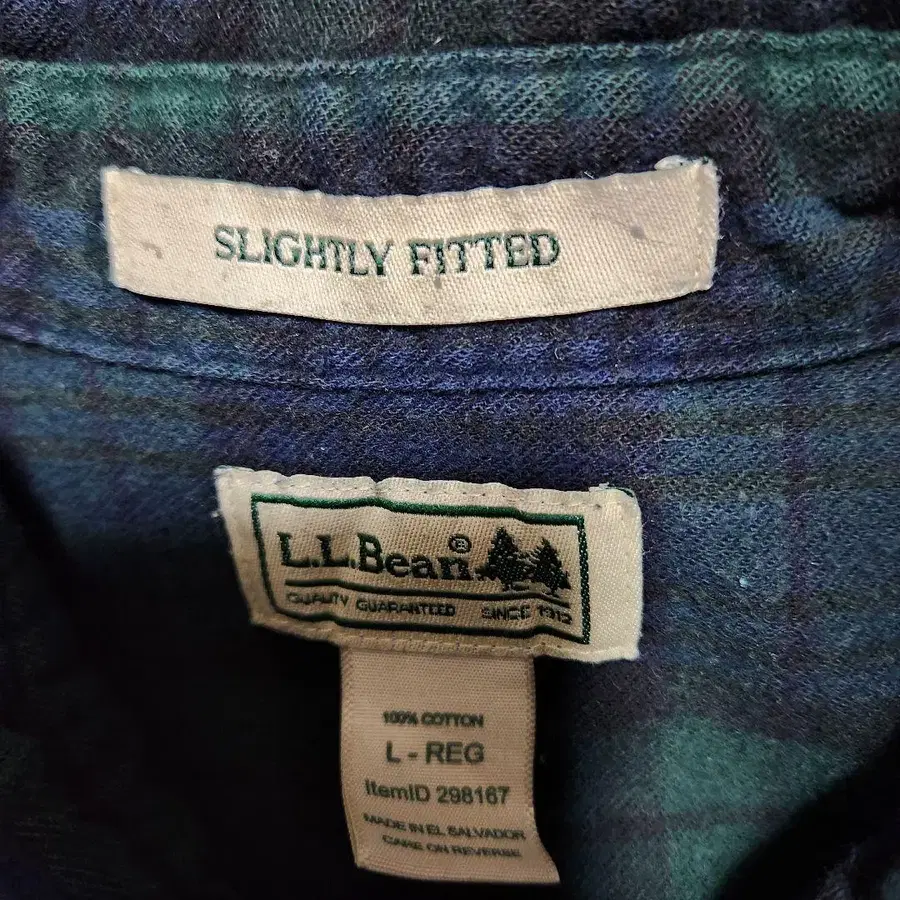 SLIGHTLY FITTED
L.L.Bean®
QUALITY GUARANTEED SINCE 1912
100% COTTON
L - REG
ItemID 298167
MADE IN EL SALVADOR
CARE ON REVERSE